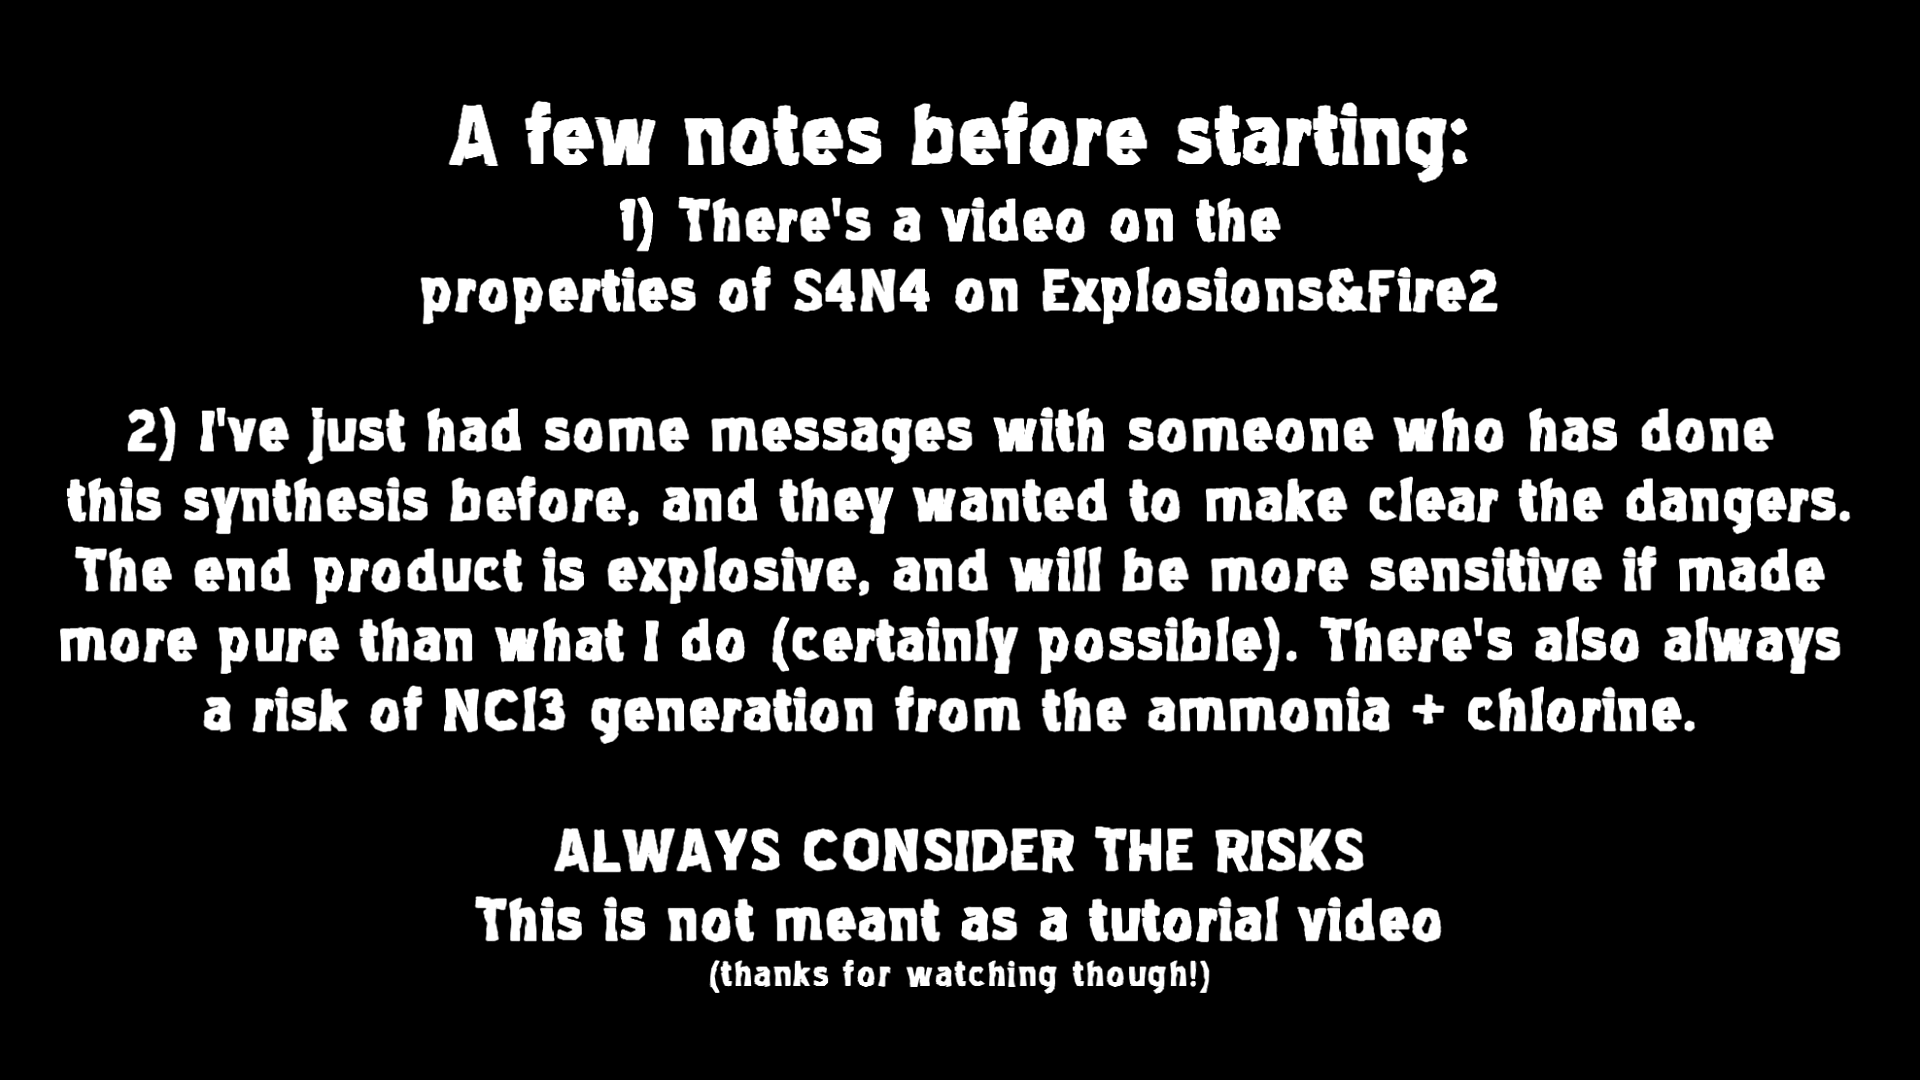 A few notes before starting:
1) There's a video on the
properties of S4N4 on Explosions&Fire2
2) I've just had some messages with someone who has done
this synthesis before, and they wanted to make clear the dangers.
The end product is explosive, and will be more sensitive if made
more pure than what I do (certainly possible). There's also always
a risk of NCl3 generation from the ammonia + chlorine.
ALWAYS CONSIDER THE RISKS
This is not meant as a tutorial video
(thanks for watching though!)